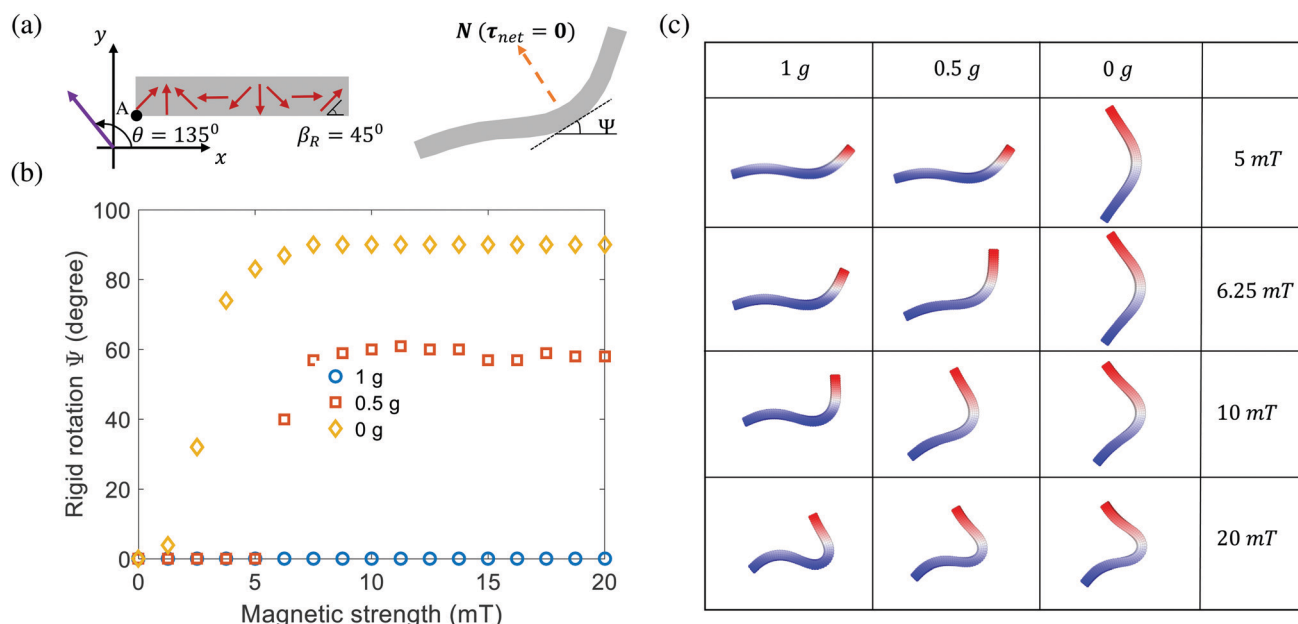 (a)
y
A
θ = 135⁰
x
β_R = 45⁰
N (τ_net = 0)
Ψ
(b)
100
80
60
40
20
0
Rigid rotation Ψ (degree)
1 g
0.5 g
0 g
0 5 10 15 20
Magnetic strength (mT)
(c)
1 g 0.5 g 0 g
5 mT
6.25 mT
10 mT
20 mT